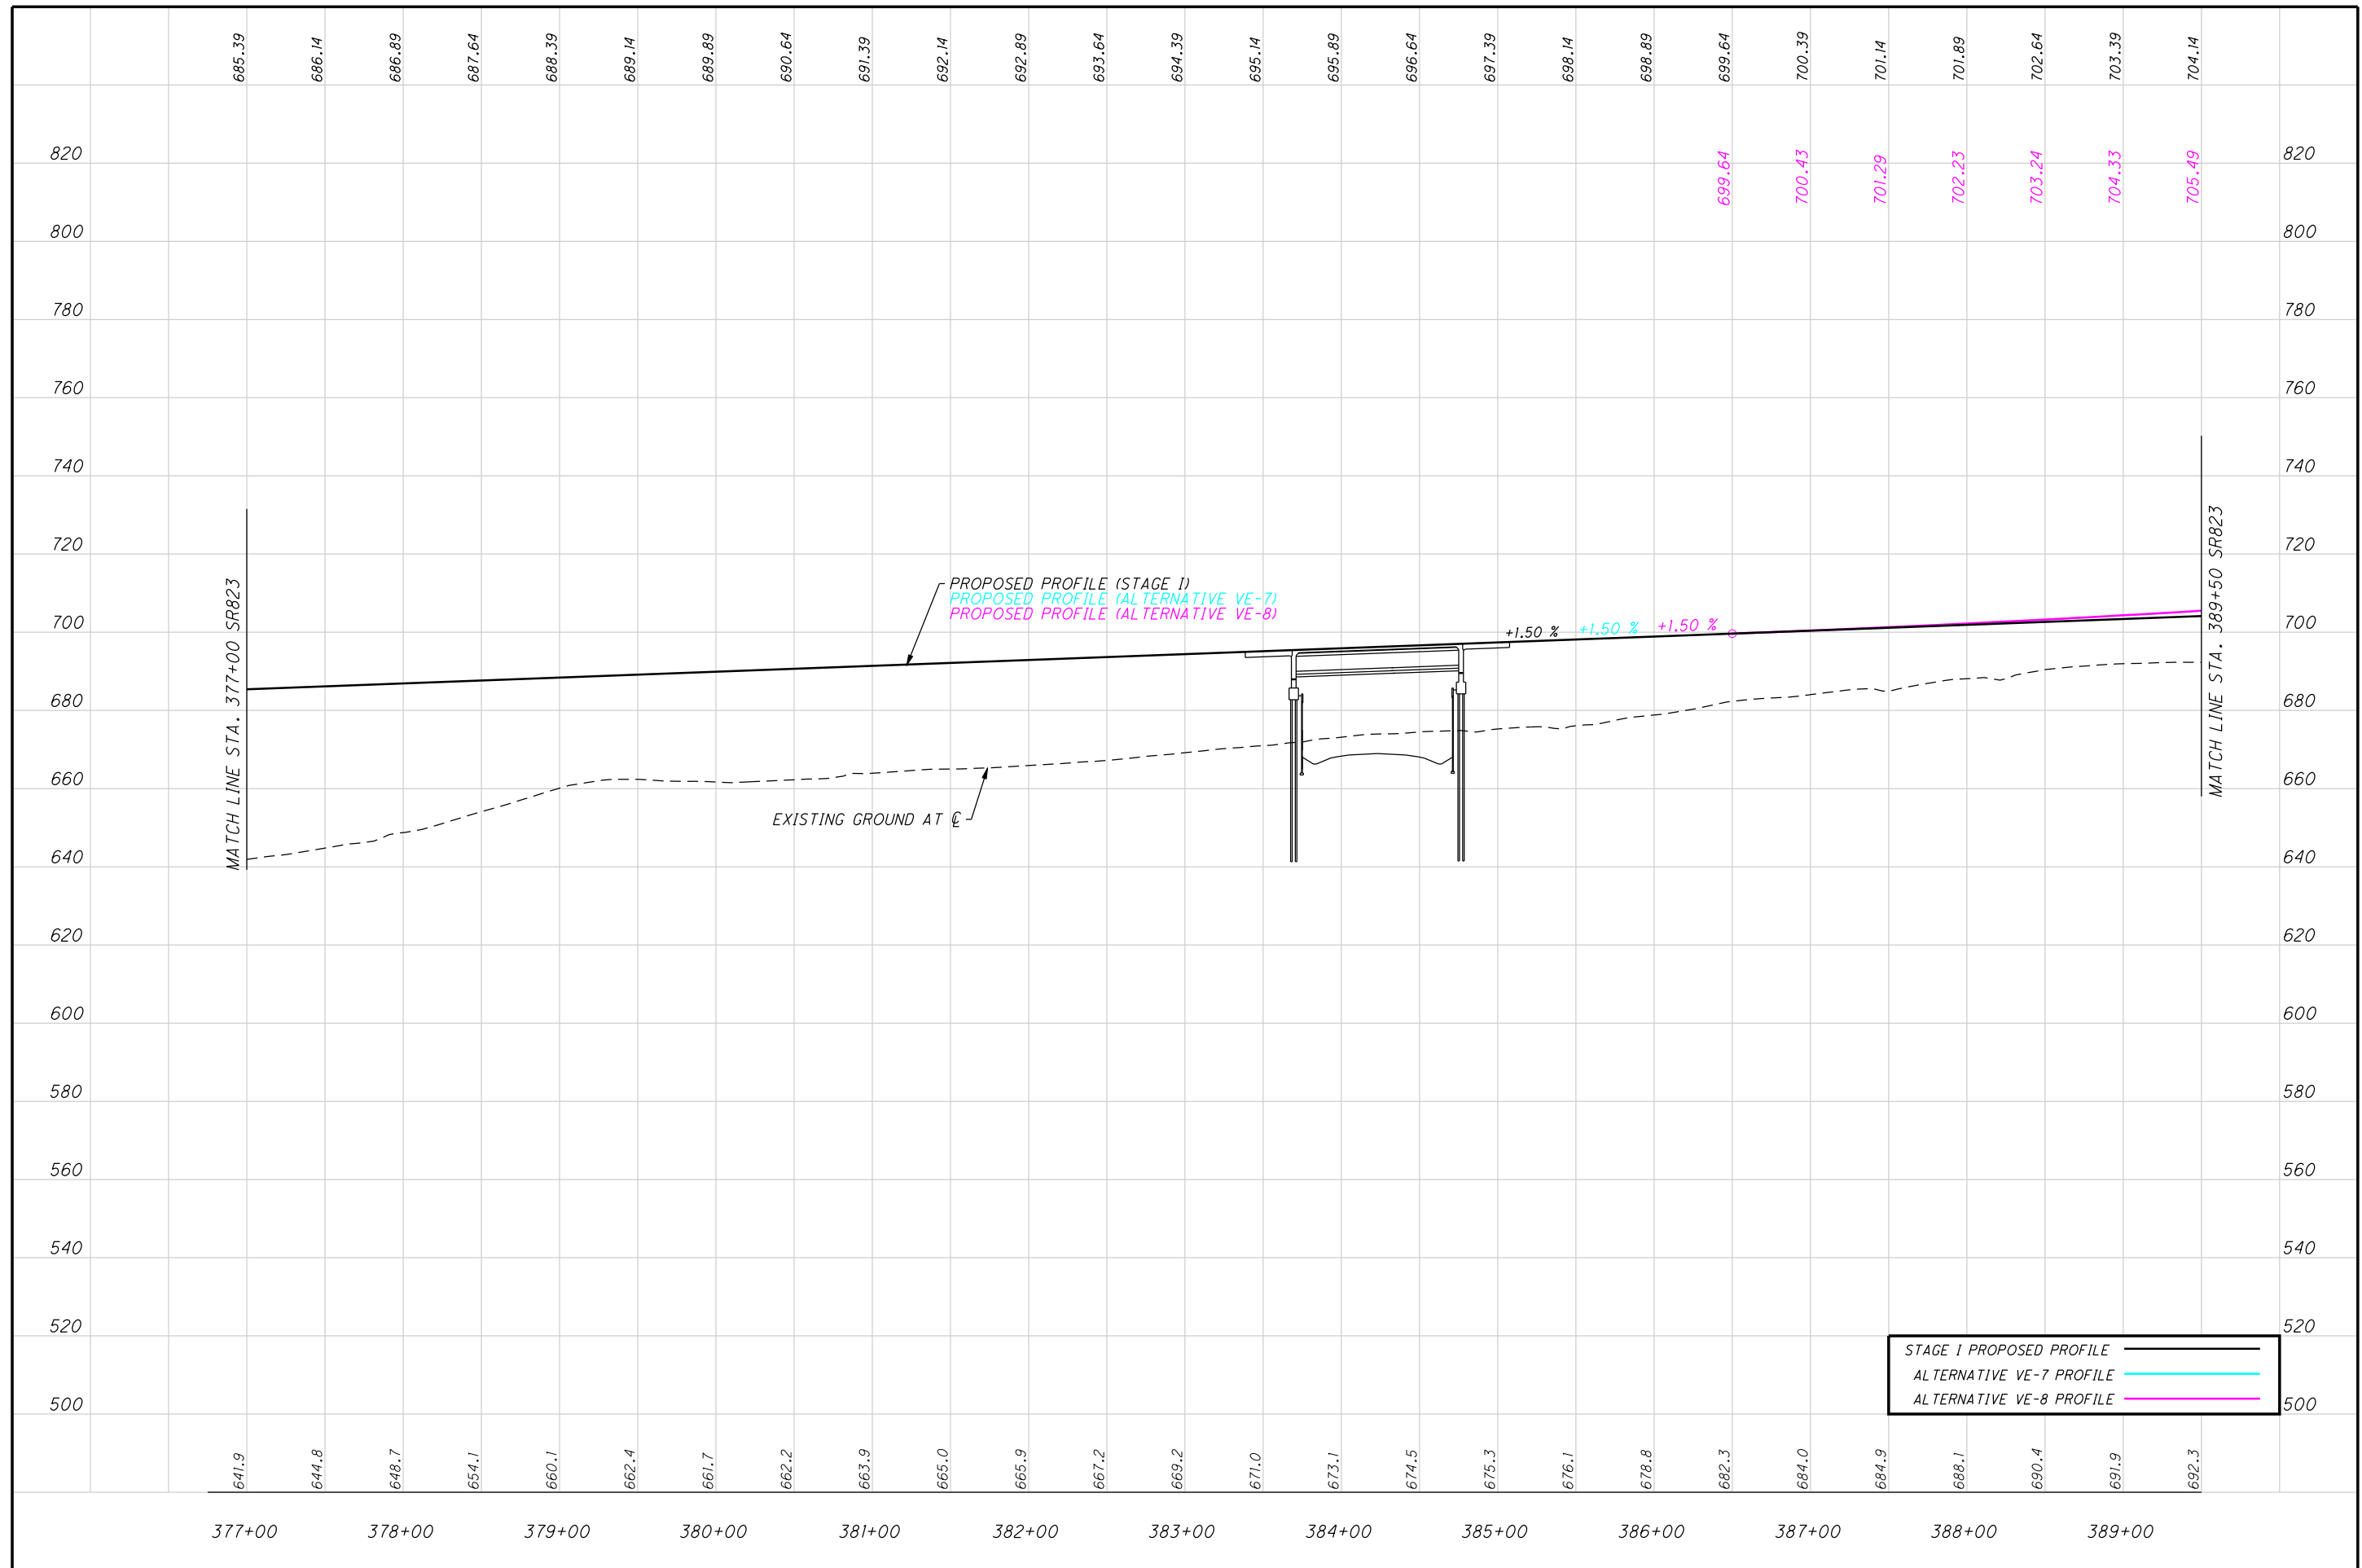 685.39 686.14 686.89 687.64 688.39 689.14 689.89 690.64 691.39 692.14 692.89 693.64 694.39 695.14 695.89 696.64 697.39 698.14 698.89 699.64 700.39 701.14 701.89 702.64 703.39 704.14
699.64 700.43 701.29 702.23 703.24 704.33 705.49
820 820
800 800
780 780
760 760
740 740
720 720
700 700
680 680
660 660
640 640
620 620
600 600
580 580
560 560
540 540
520 520
500 500
MATCH LINE STA. 377+00 SR823
PROPOSED PROFILE (STAGE I)
PROPOSED PROFILE (ALTERNATIVE VE-7)
PROPOSED PROFILE (ALTERNATIVE VE-8)
+1.50 % +1.50 % +1.50 %
MATCH LINE STA. 389+50 SR823
EXISTING GROUND AT ℄
STAGE I PROPOSED PROFILE
ALTERNATIVE VE-7 PROFILE
ALTERNATIVE VE-8 PROFILE
641.9 644.8 648.7 654.1 660.1 662.4 661.7 662.2 663.9 665.0 665.9 667.2 669.2 671.0 673.1 674.5 675.3 676.1 678.8 682.3 684.0 684.9 688.1 690.4 691.9 692.3
377+00 378+00 379+00 380+00 381+00 382+00 383+00 384+00 385+00 386+00 387+00 388+00 389+00